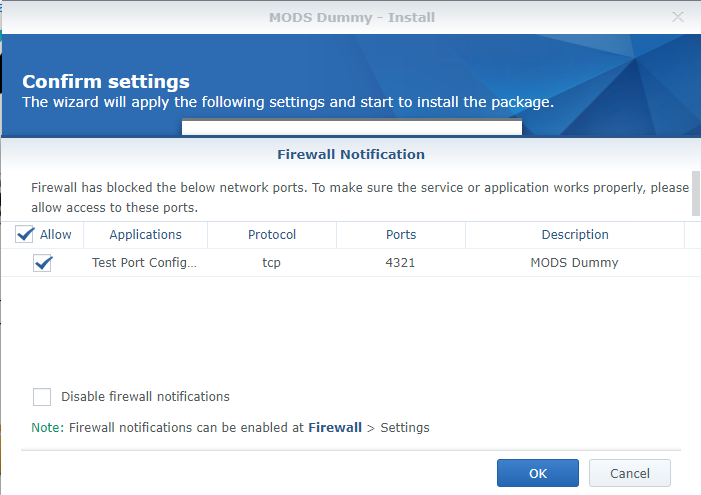 MODS Dummy - Install
Confirm settings
The wizard will apply the following settings and start to install the package.
Firewall Notification
Firewall has blocked the below network ports. To make sure the service or application works properly, please
allow access to these ports.
Allow Applications Protocol Ports Description
Test Port Config... tcp 4321 MODS Dummy
Disable firewall notifications
Note: Firewall notifications can be enabled at Firewall > Settings
OK Cancel